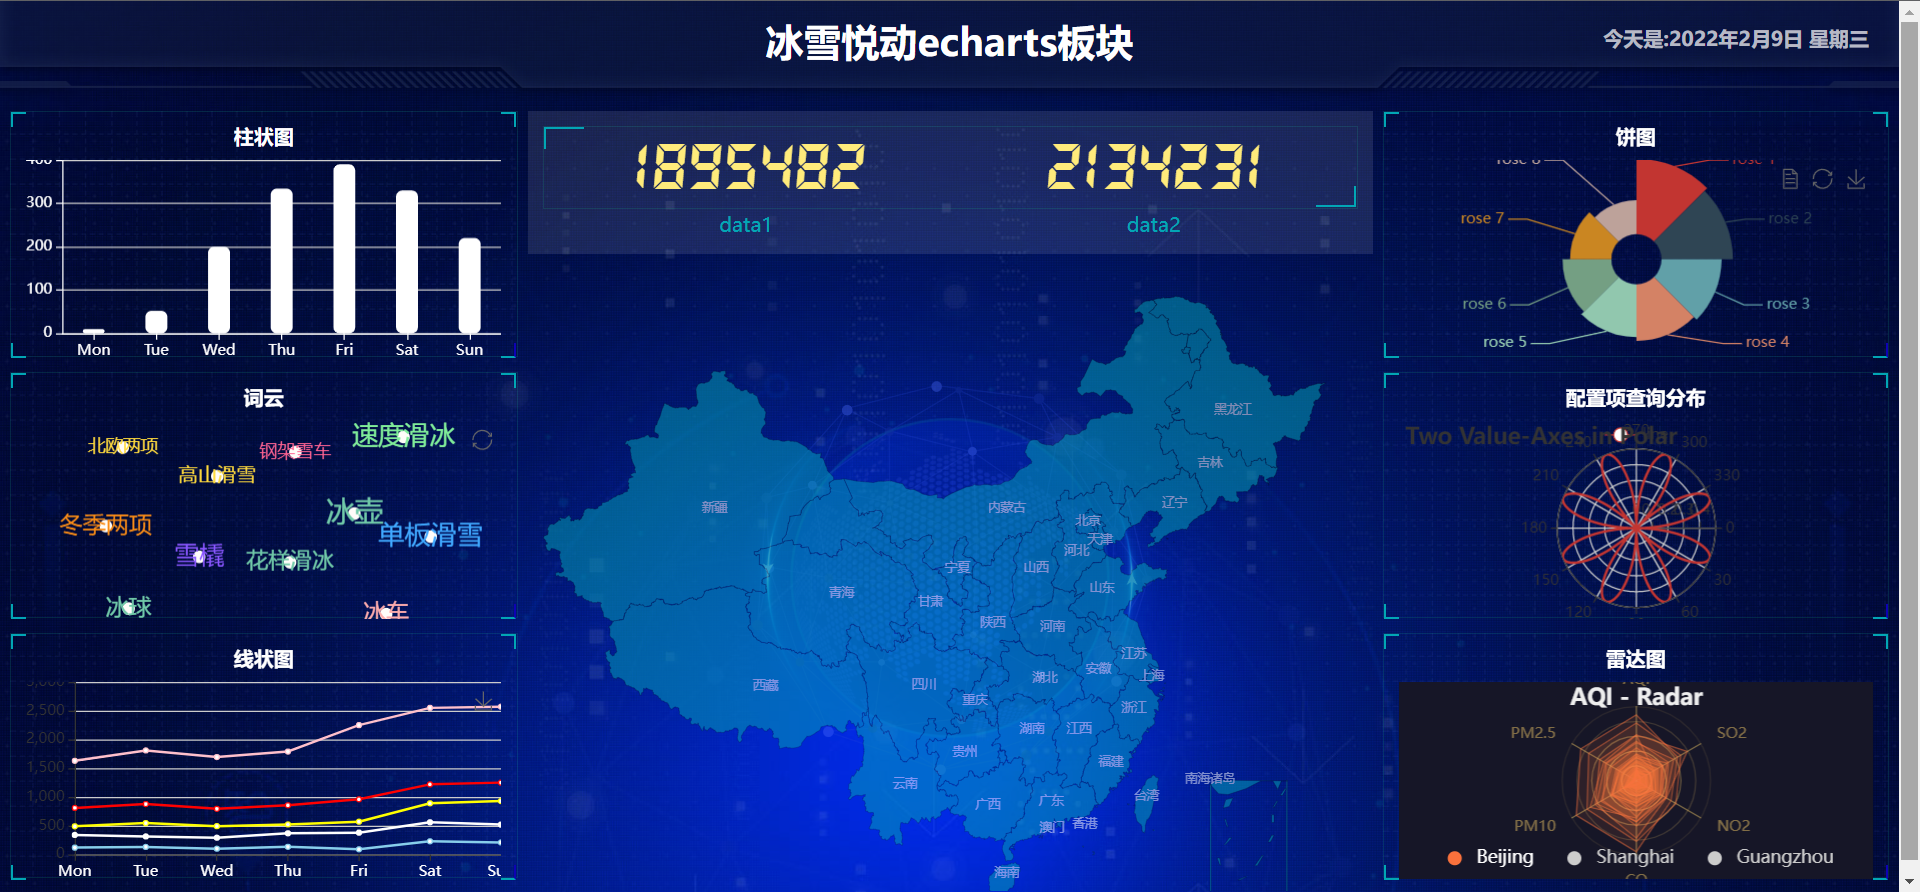 冰雪悦动echarts板块
今天是:2022年2月9日 星期三
柱状图
400
300
200
100
0
Mon Tue Wed Thu Fri Sat Sun
词云
北欧两项
钢架雪车
速度滑冰
高山滑雪
冬季两项
冰壶
单板滑雪
雪橇
花样滑冰
冰球
冰车
线状图
3,000
2,500
2,000
1,500
1,000
500
0
Mon Tue Wed Thu Fri Sat Su
1895482
2134231
data1
data2
黑龙江
吉林
辽宁
内蒙古
新疆
北京
天津
河北
宁夏
山西
青海
甘肃
山东
陕西
河南
江苏
安徽
上海
西藏
四川
湖北
重庆
浙江
湖南
江西
贵州
福建
云南
南海诸岛
广西
广东
台湾
澳门
香港
海南
饼图
rose 8
rose 1
rose 7
rose 2
rose 6
rose 3
rose 5
rose 4
配置项查询分布
Two Value-Axes in Polar
270
240
300
210
330
180
0
150
30
120
60
雷达图
AQI - Radar
AQI
PM2.5
SO2
PM10
NO2
CO
Beijing Shanghai Guangzhou